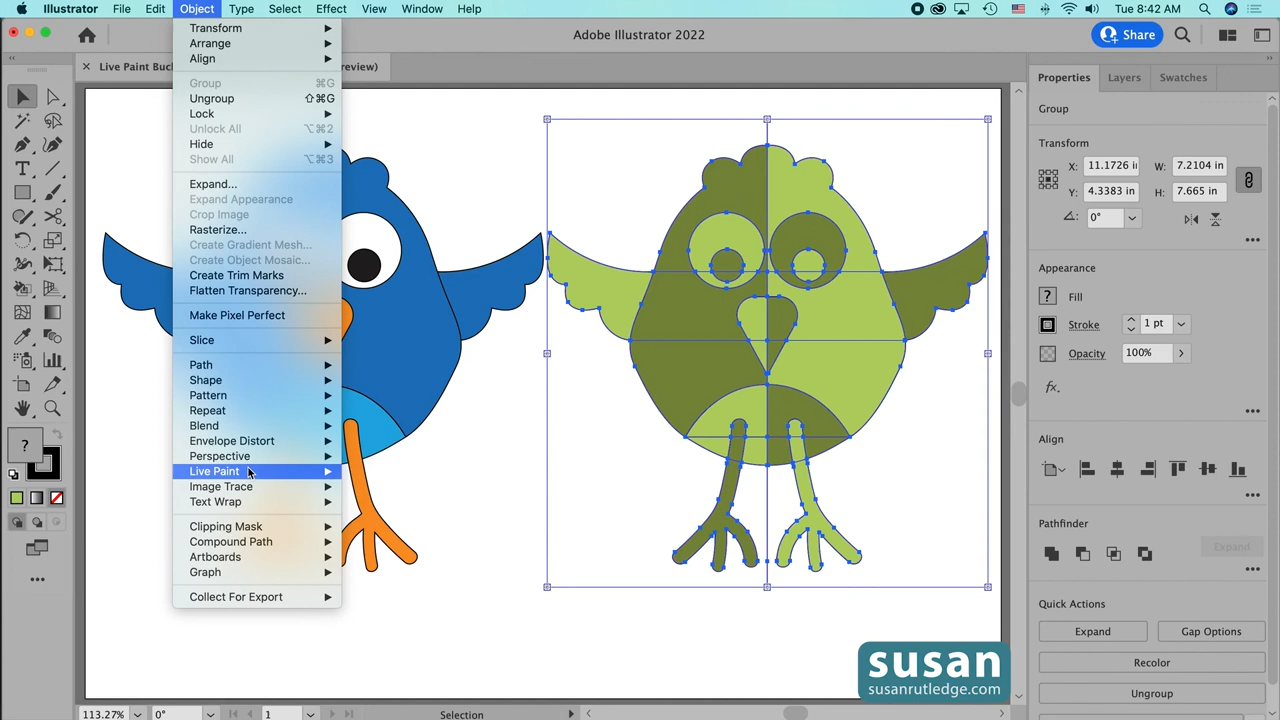 Illustrator File Edit Object Type Select Effect View Window Help Tue 8:42 AM
Adobe Illustrator 2022
Share
Live Paint Buc
review)
Transform
Arrange
Align
Group ⌘G
Ungroup ⇧⌘G
Lock
Unlock All ⌥⌘2
Hide
Show All ⌥⌘3
Expand...
Expand Appearance
Crop Image
Rasterize...
Create Gradient Mesh...
Create Object Mosaic...
Create Trim Marks
Flatten Transparency...
Make Pixel Perfect
Slice
Path
Shape
Pattern
Repeat
Blend
Envelope Distort
Perspective
Live Paint
Image Trace
Text Wrap
Clipping Mask
Compound Path
Artboards
Graph
Collect For Export
Properties Layers Swatches
Group
Transform
X: 11.1726 in W: 7.2104 in
Y: 4.3383 in H: 7.665 in
0°
Appearance
? Fill
Stroke 1 pt
Opacity 100%
fx.
Align
Pathfinder
Expand
Quick Actions
Expand Gap Options
Recolor
Ungroup
?
susan
susanrutledge.com
113.27% 0° 1 Selection